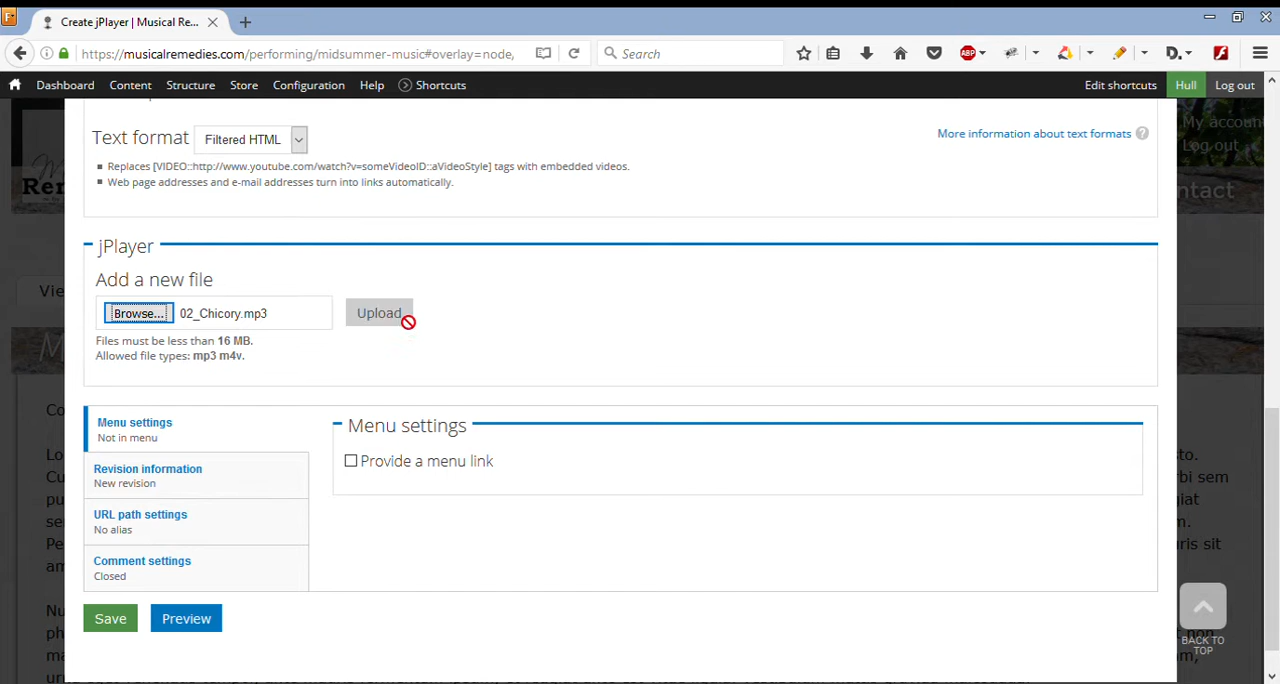 Create jPlayer | Musical Re...
https://musicalremedies.com/performing/midsummer-music#overlay=node,
Search
ABP
D.
Dashboard
Content
Structure
Store
Configuration
Help
Shortcuts
Edit shortcuts
Hull
Log out
My account
Log out
Text format
Filtered HTML
More information about text formats ?
Replaces [VIDEO::http://www.youtube.com/watch?v=someVideoID::aVideoStyle] tags with embedded videos.
Web page addresses and e-mail addresses turn into links automatically.
jPlayer
Add a new file
Browse...
02_Chicory.mp3
Upload
Files must be less than 16 MB.
Allowed file types: mp3 m4v.
Menu settings
Not in menu
Revision information
New revision
URL path settings
No alias
Comment settings
Closed
Menu settings
Provide a menu link
Save
Preview
BACK TO
TOP